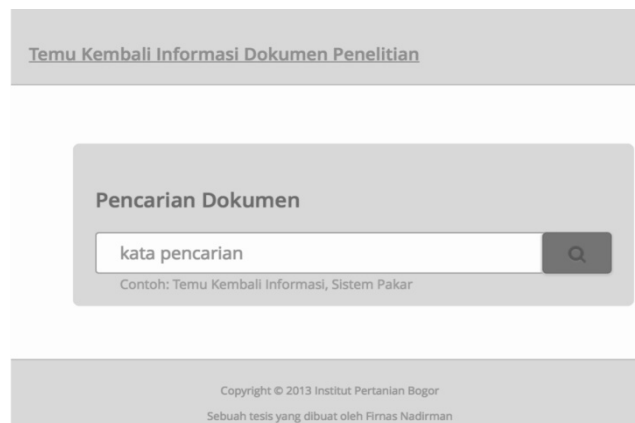 Temu Kembali Informasi Dokumen Penelitian
Pencarian Dokumen
kata pencarian
Contoh: Temu Kembali Informasi, Sistem Pakar
Copyright © 2013 Institut Pertanian Bogor
Sebuah tesis yang dibuat oleh Firnas Nadirman